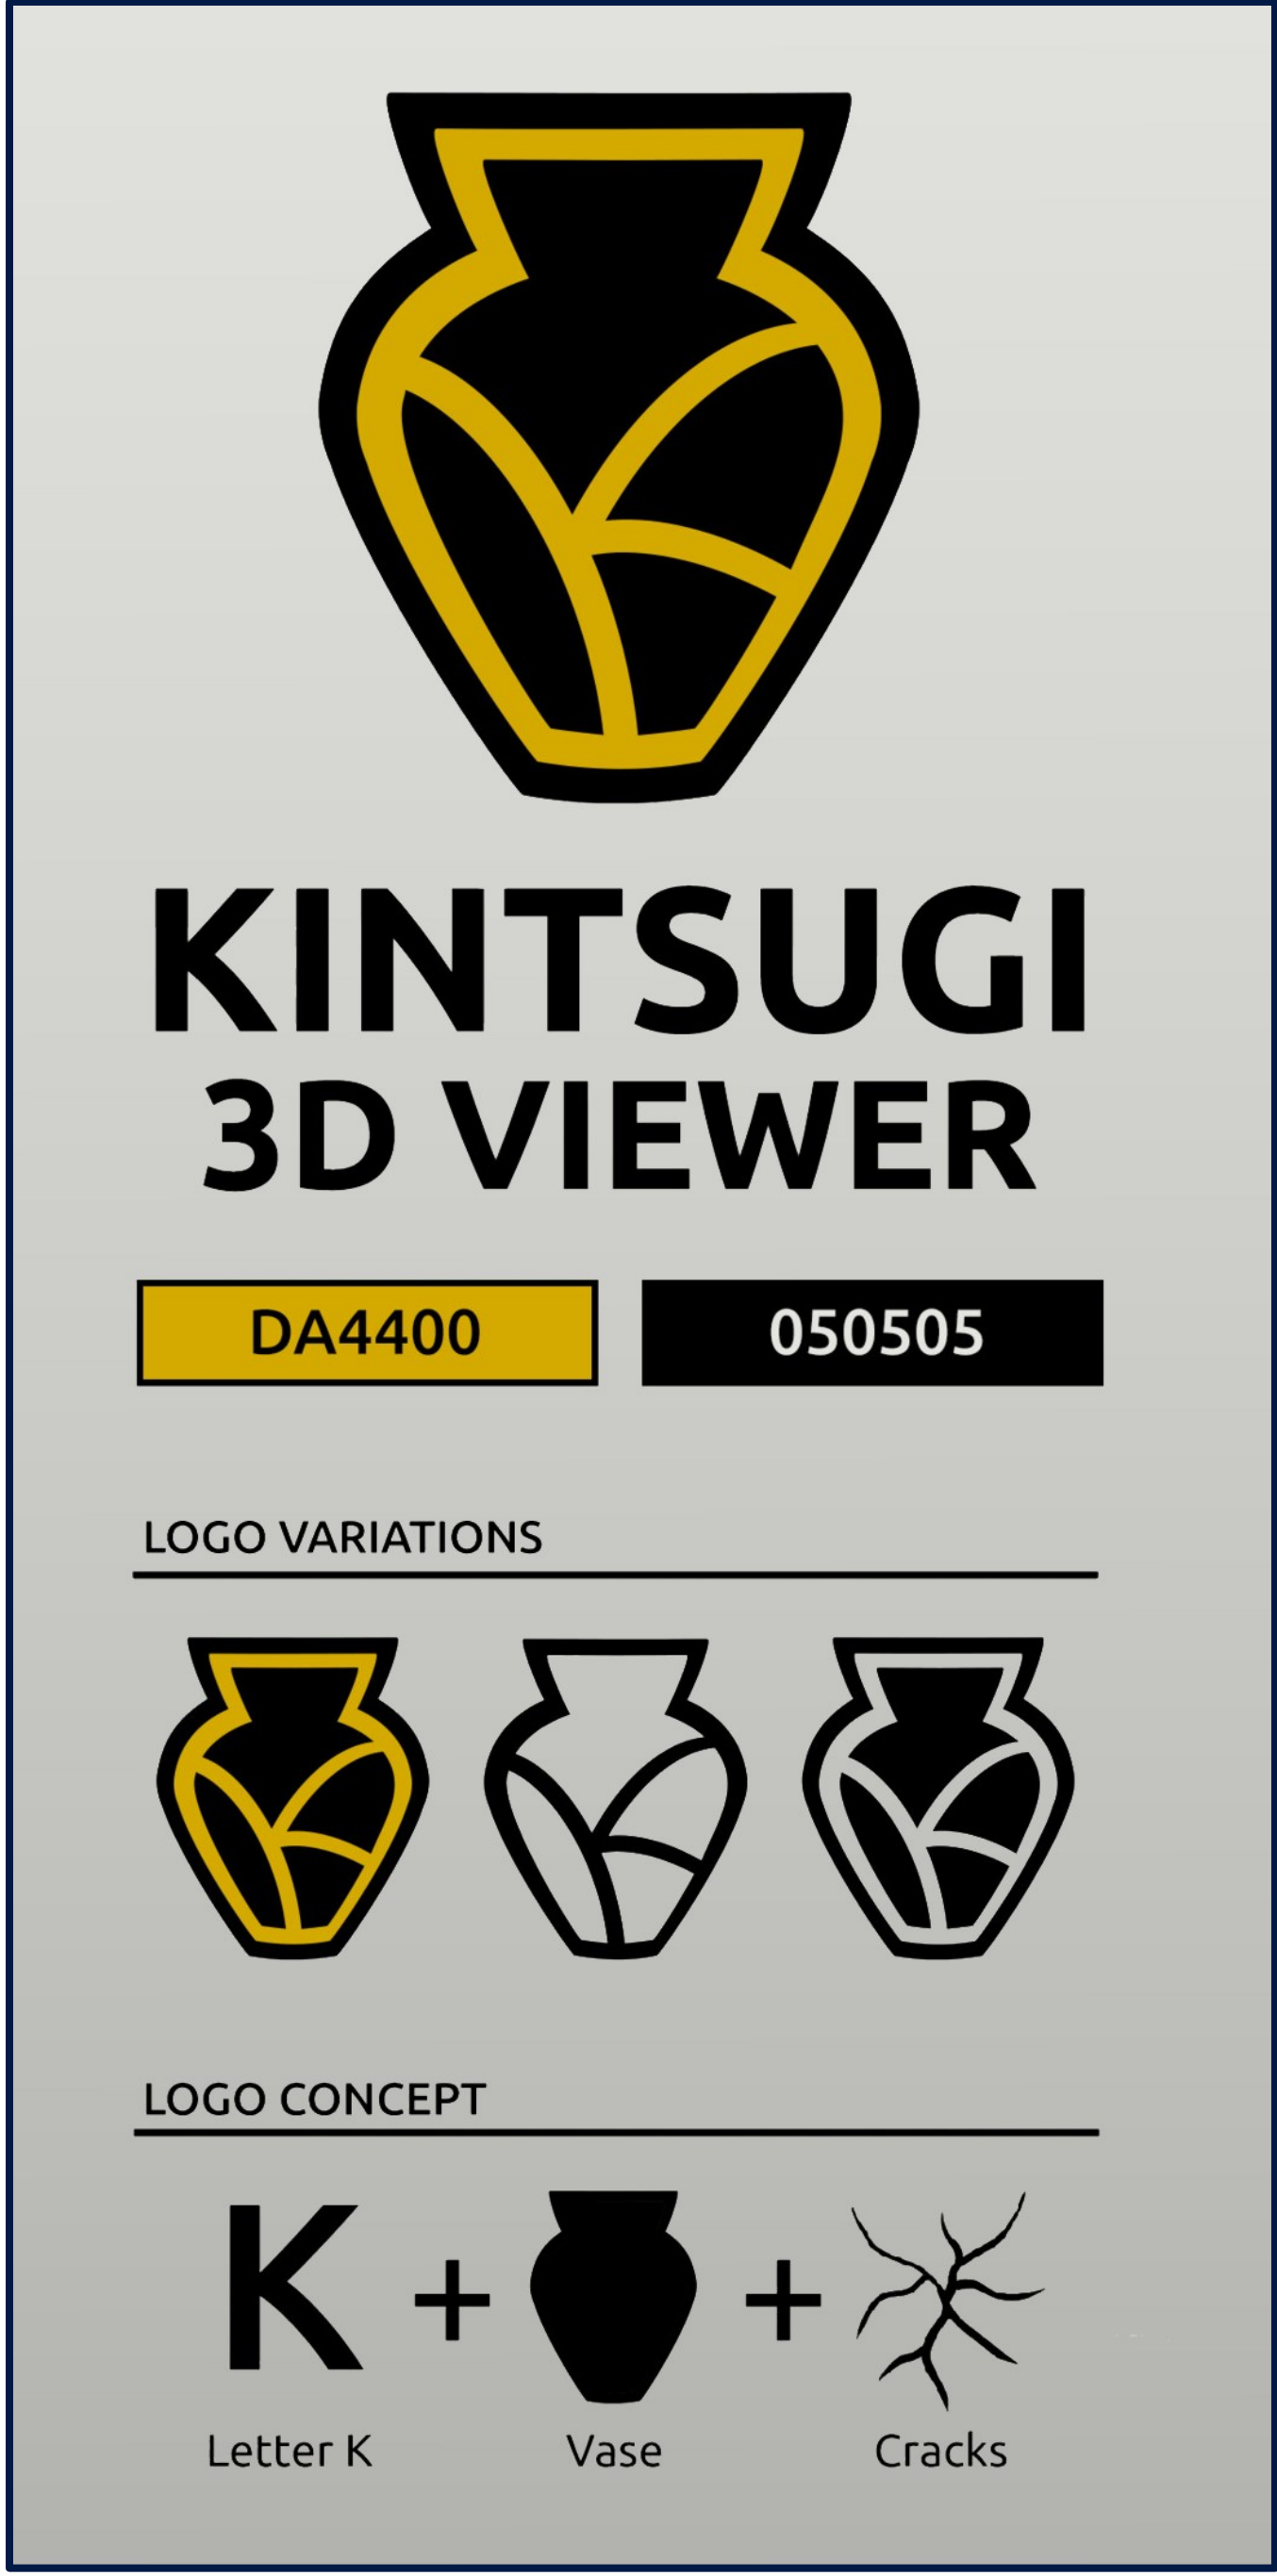 KINTSUGI
3D VIEWER
DA4400
050505
LOGO VARIATIONS
LOGO CONCEPT
K + +
Letter K
Vase
Cracks